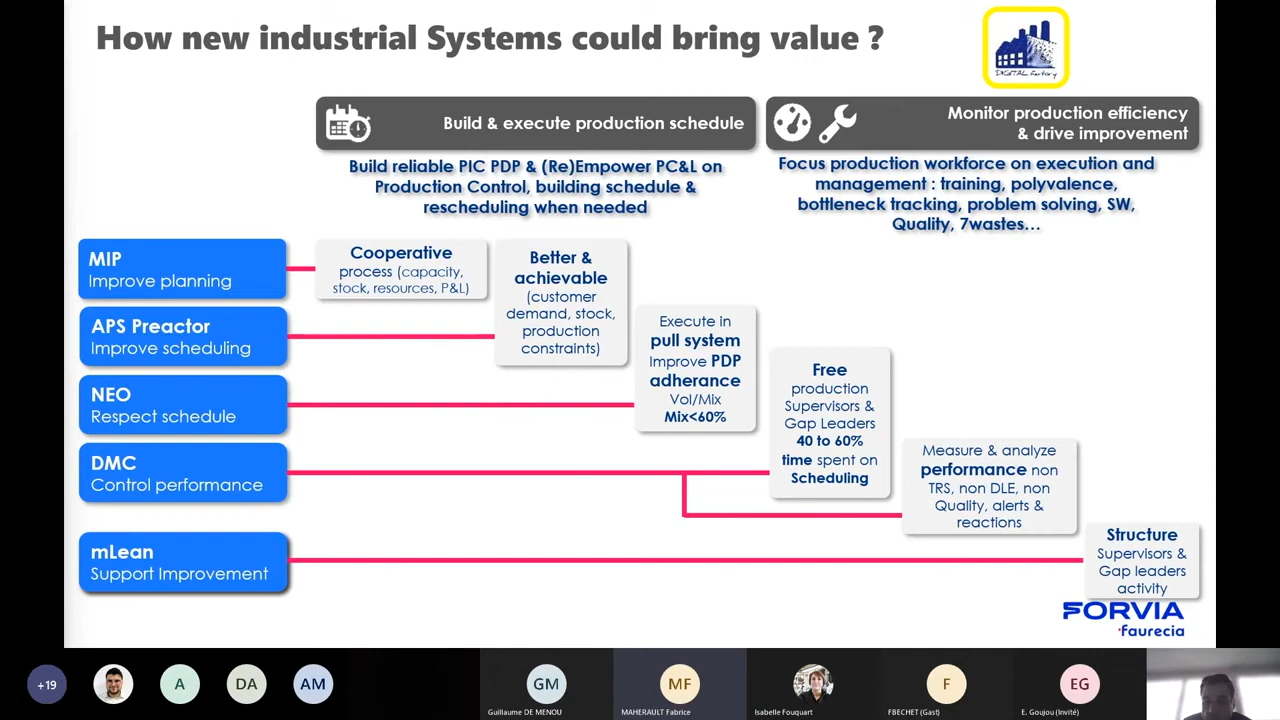 How new industrial Systems could bring value ?
DIGITAL Factory
Build & execute production schedule
Monitor production efficiency
& drive improvement
Build reliable PIC PDP & (Re)Empower PC&L on
Production Control, building schedule &
rescheduling when needed
Focus production workforce on execution and
management : training, polyvalence,
bottleneck tracking, problem solving, SW,
Quality, 7wastes...
MIP
Improve planning
Cooperative
process (capacity,
stock, resources, P&L)
Better &
achievable
(customer
demand, stock,
production
constraints)
APS Preactor
Improve scheduling
Execute in
pull system
Improve PDP
adherance
Vol/Mix
Mix<60%
NEO
Respect schedule
Free
production
Supervisors &
Gap Leaders
40 to 60%
time spent on
Scheduling
DMC
Control performance
Measure & analyze
performance non
TRS, non DLE, non
Quality, alerts &
reactions
mLean
Support Improvement
Structure
Supervisors &
Gap leaders
activity
FORVIA
faurecia
+19
A
DA
AM
GM
MF
F
EG
Guillaume DE MENOU
MAHERAULT Fabrice
Isabelle Fouquart
FBECHET (Gast)
E. Goujou (Invité)